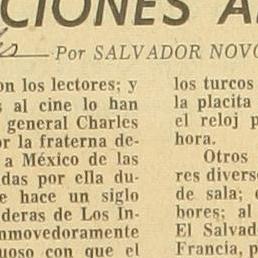 CIONES A
Por SALVADOR NOVO
on los lectores; y
s al cine lo han
general Charles
or la fraterna de-
a México de las
das por ella du-
e hace un siglo
deras de Los In-
nmovedoramente
uoso con que el
los turcos
la placita
el reloj p
hora.
Otros
res divers
de sala; e
bores; al
El Salvad
Francia, p